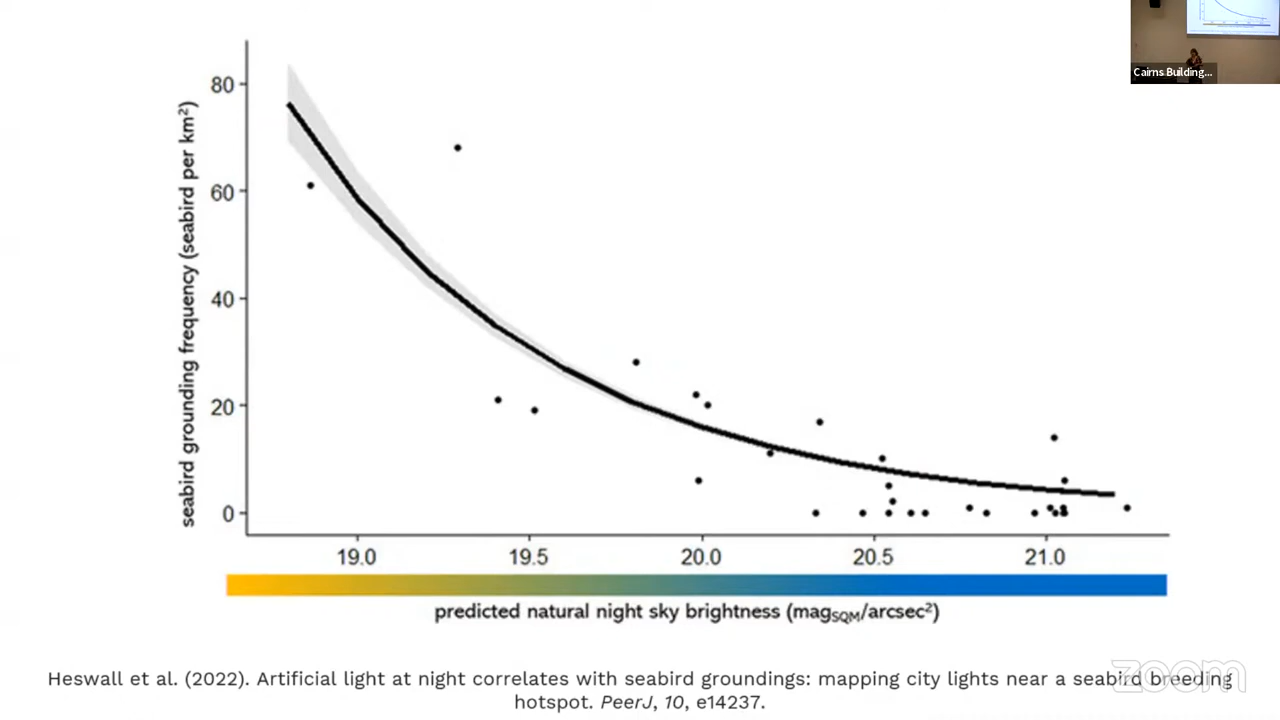 Cairns Building...
seabird grounding frequency (seabird per km²)
80
60
40
20
0
19.0 19.5 20.0 20.5 21.0
predicted natural night sky brightness (magSQM/arcsec²)
Heswall et al. (2022). Artificial light at night correlates with seabird groundings: mapping city lights near a seabird breeding
hotspot. PeerJ, 10, e14237.
zoom